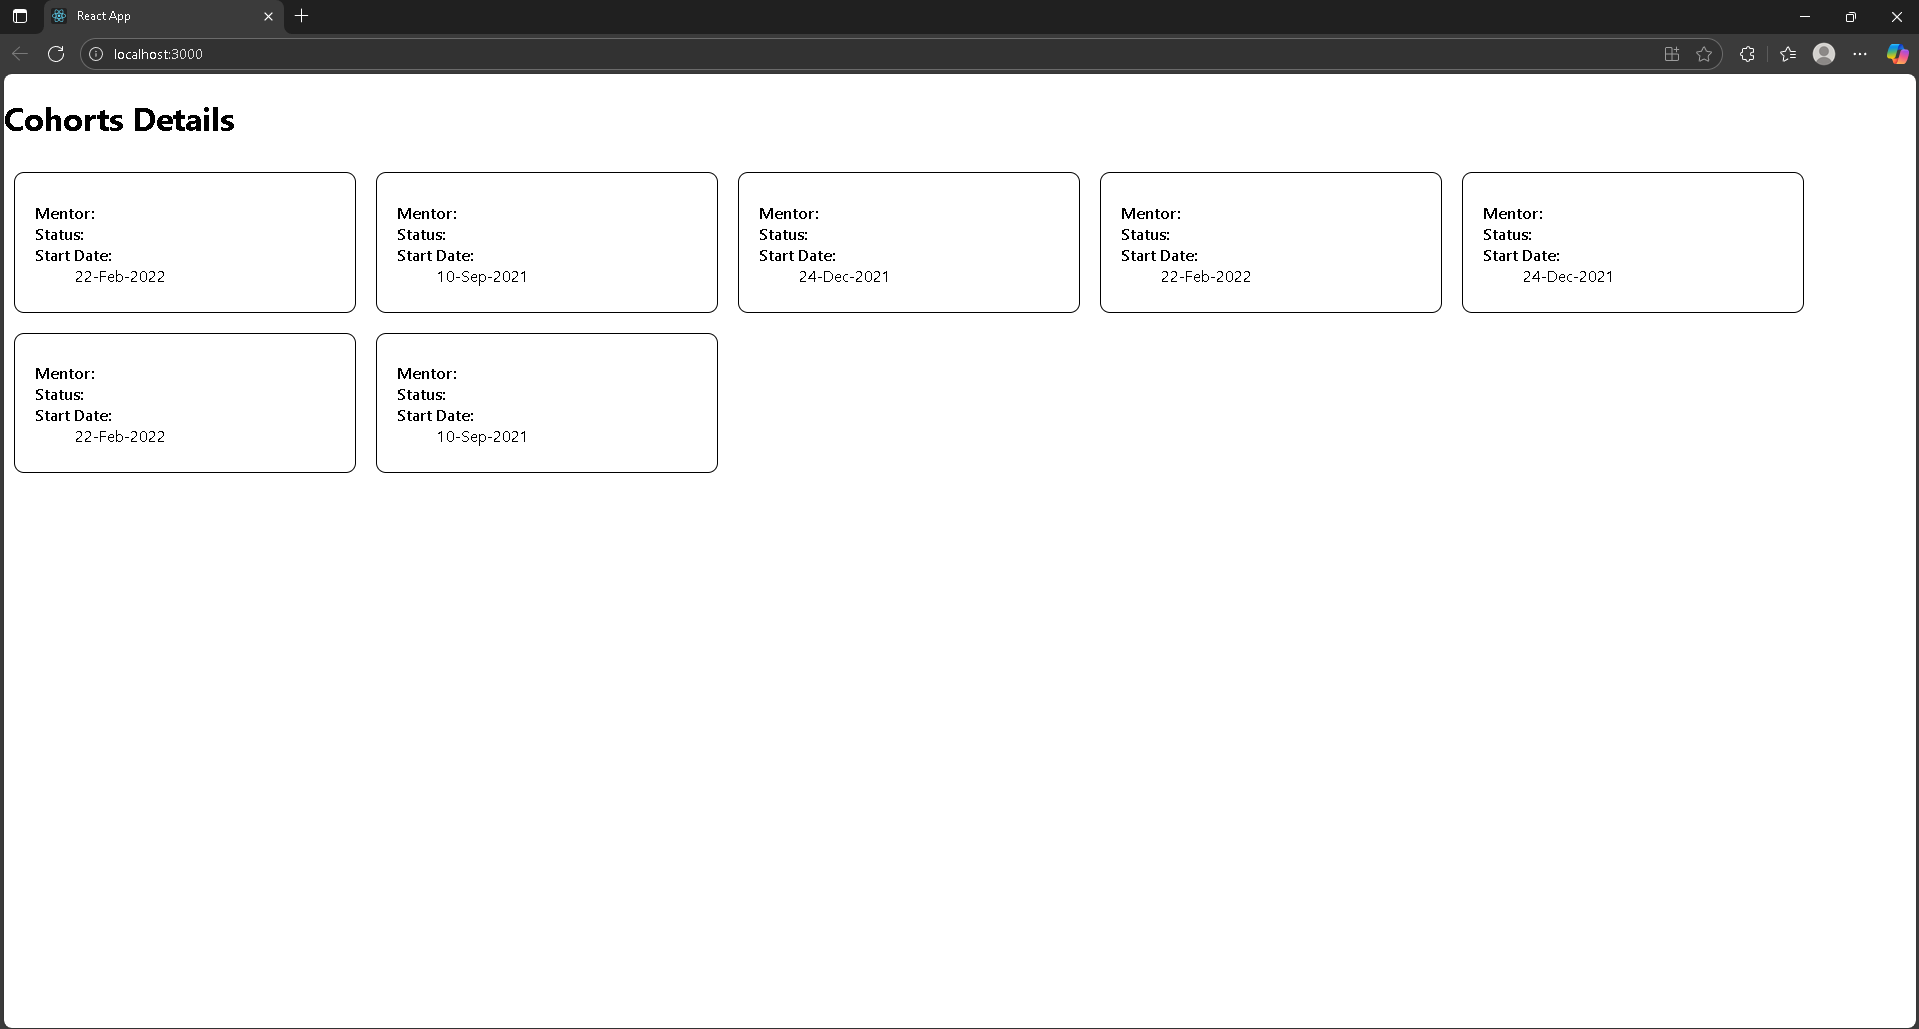 React App
localhost:3000
Cohorts Details
Mentor:
Status:
Start Date:
22-Feb-2022
Mentor:
Status:
Start Date:
10-Sep-2021
Mentor:
Status:
Start Date:
24-Dec-2021
Mentor:
Status:
Start Date:
22-Feb-2022
Mentor:
Status:
Start Date:
24-Dec-2021
Mentor:
Status:
Start Date:
22-Feb-2022
Mentor:
Status:
Start Date:
10-Sep-2021